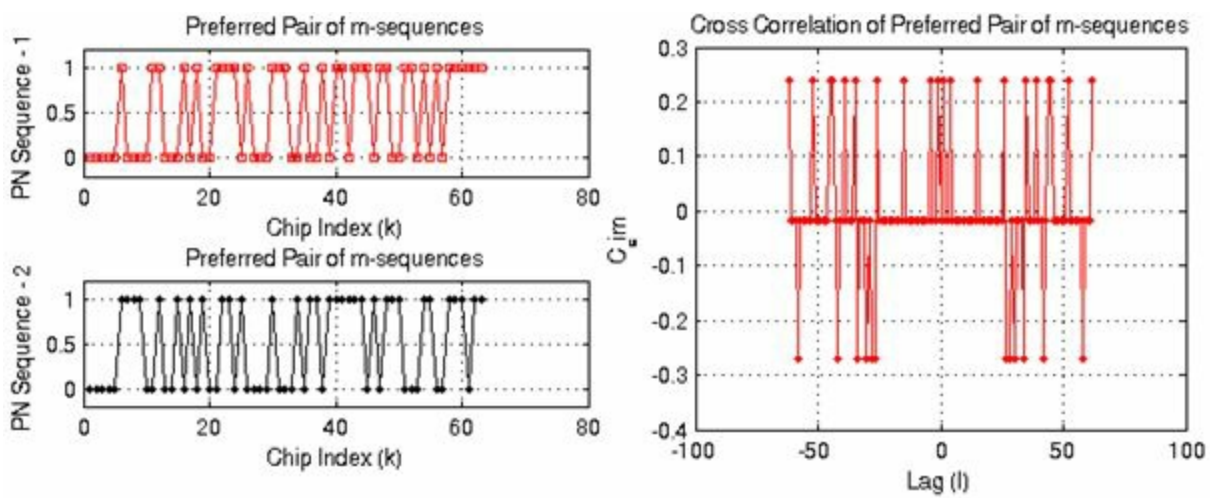 Preferred Pair of m-sequences
PN Sequence - 1
1
0.5
0
0 20 40 60 80
Chip Index (k)
Preferred Pair of m-sequences
PN Sequence - 2
1
0.5
0
0 20 40 60 80
Chip Index (k)
Cross Correlation of Preferred Pair of m-sequences
0.3
0.2
0.1
0
-0.1
-0.2
-0.3
-0.4
-100 -50 0 50 100
Lag (l)